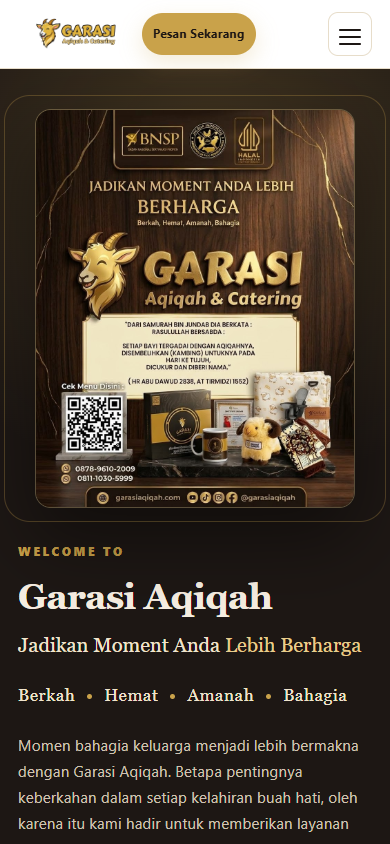 GARASI
Aqiqah & Catering
Pesan Sekarang
BNSP
HALAL
INDONESIA
JADIKAN MOMENT ANDA LEBIH
BERHARGA
Berkah, Hemat, Amanah, Bahagia
GARASI
Aqiqah & Catering
"DARI SAMURAH BIN JUNDAB DIA BERKATA :
RASULULLAH BERSABDA :
SETIAP BAYI TERGADAI DENGAN AQIQAHNYA,
DISEMBELIHKAN (KAMBING) UNTUKNYA PADA
HARI KE TUJUH,
DICUKUR DAN DIBERI NAMA."
( HR ABU DAWUD 2838, AT TIRMIDZI 1552)
Cek Menu Disini :
0878-9610-2009
0811-1030-5999
garasiaqiqah.com
@garasiaqiqah
WELCOME TO
Garasi Aqiqah
Jadikan Moment Anda Lebih Berharga
Berkah • Hemat • Amanah • Bahagia
Momen bahagia keluarga menjadi lebih bermakna
dengan Garasi Aqiqah. Betapa pentingnya
keberkahan dalam setiap kelahiran buah hati, oleh
karena itu kami hadir untuk memberikan layanan